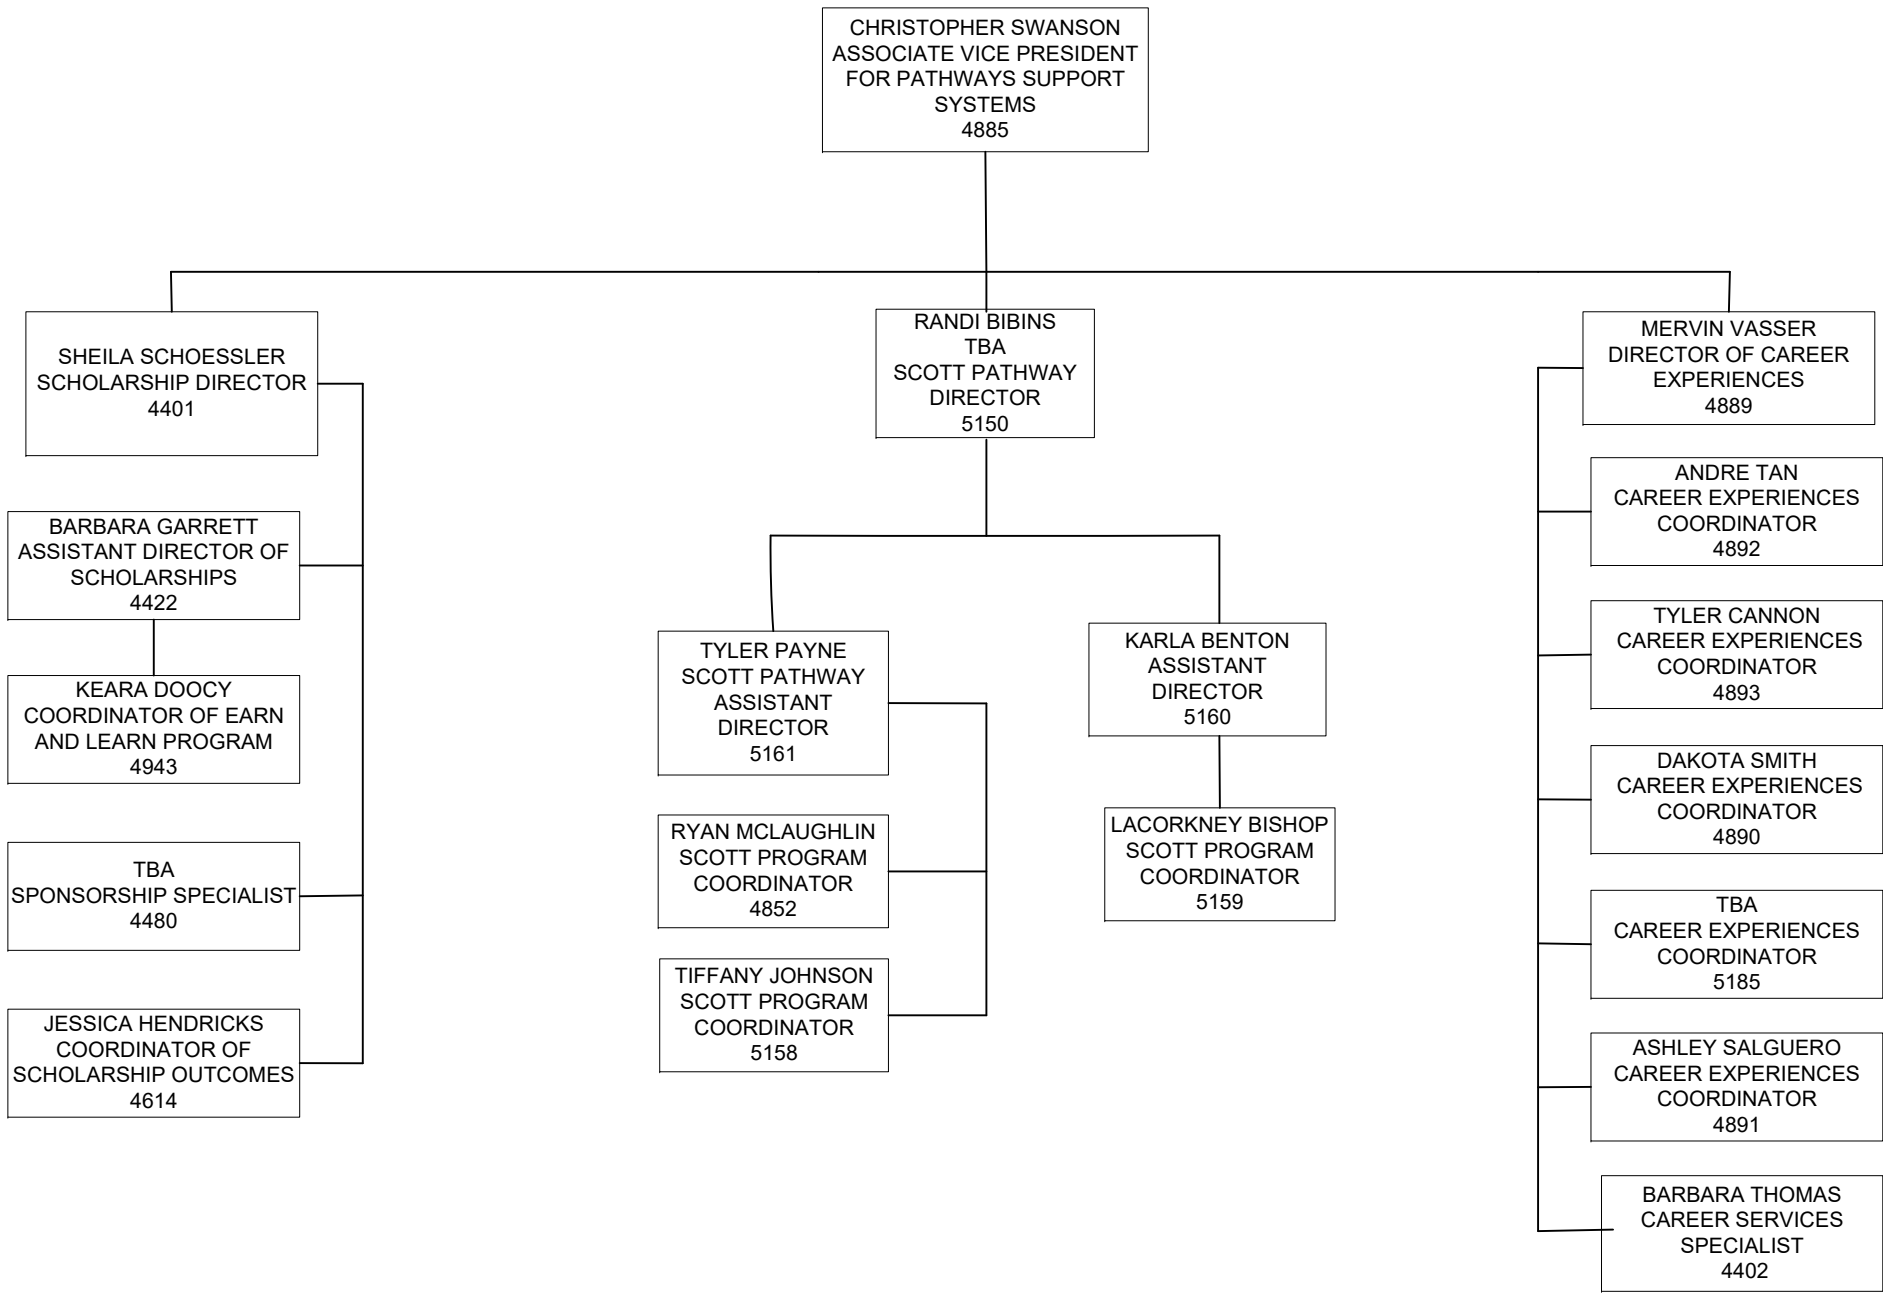 CHRISTOPHER SWANSON
ASSOCIATE VICE PRESIDENT
FOR PATHWAYS SUPPORT
SYSTEMS
4885
SHEILA SCHOESSLER
SCHOLARSHIP DIRECTOR
4401
BARBARA GARRETT
ASSISTANT DIRECTOR OF
SCHOLARSHIPS
4422
KEARA DOOCY
COORDINATOR OF EARN
AND LEARN PROGRAM
4943
TBA
SPONSORSHIP SPECIALIST
4480
JESSICA HENDRICKS
COORDINATOR OF
SCHOLARSHIP OUTCOMES
4614
RANDI BIBINS
TBA
SCOTT PATHWAY
DIRECTOR
5150
TYLER PAYNE
SCOTT PATHWAY
ASSISTANT
DIRECTOR
5161
RYAN MCLAUGHLIN
SCOTT PROGRAM
COORDINATOR
4852
TIFFANY JOHNSON
SCOTT PROGRAM
COORDINATOR
5158
KARLA BENTON
ASSISTANT
DIRECTOR
5160
LACORKNEY BISHOP
SCOTT PROGRAM
COORDINATOR
5159
MERVIN VASSER
DIRECTOR OF CAREER
EXPERIENCES
4889
ANDRE TAN
CAREER EXPERIENCES
COORDINATOR
4892
TYLER CANNON
CAREER EXPERIENCES
COORDINATOR
4893
DAKOTA SMITH
CAREER EXPERIENCES
COORDINATOR
4890
TBA
CAREER EXPERIENCES
COORDINATOR
5185
ASHLEY SALGUERO
CAREER EXPERIENCES
COORDINATOR
4891
BARBARA THOMAS
CAREER SERVICES
SPECIALIST
4402